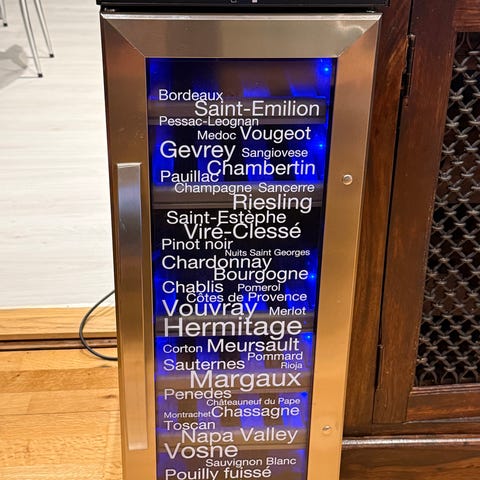 Bordeaux
Saint-Emilion
Pessac-Leognan
Medoc Vougeot
Gevrey Sangiovese
Chambertin
Pauillac
Champagne Sancerre
Riesling
Saint-Estèphe
Viré-Clessé
Pinot noir
Nuits Saint Georges
Chardonnay
Bourgogne
Chablis Pomerol
Côtes de Provence
Vouvray Merlot
Hermitage
Corton Meursault
Pommard
Sauternes Rioja
Margaux
Penedes
Châteauneuf du Pape
Montrachet Chassagne
Toscan
Napa Valley
Vosne
Sauvignon Blanc
Pouilly fuissé